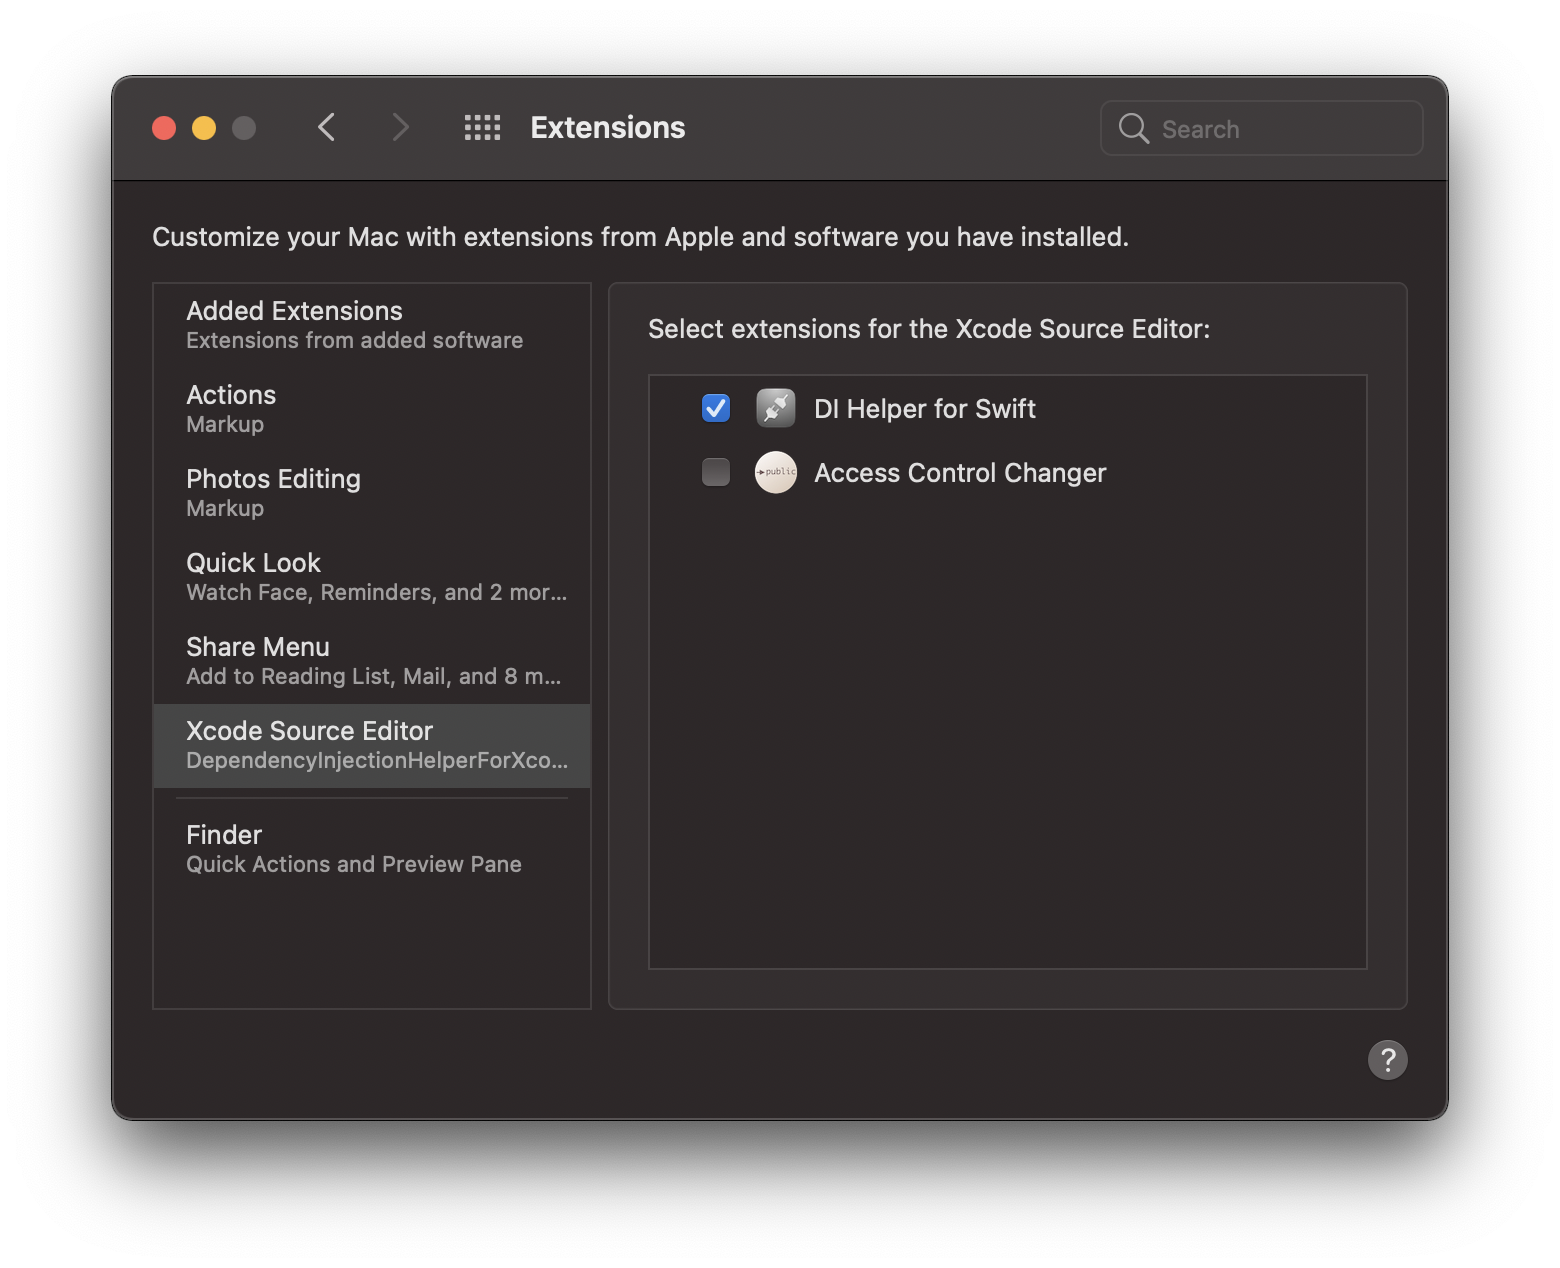 Extensions
Search
Customize your Mac with extensions from Apple and software you have installed.
Added Extensions
Extensions from added software
Actions
Markup
Photos Editing
Markup
Quick Look
Watch Face, Reminders, and 2 mor...
Share Menu
Add to Reading List, Mail, and 8 m...
Xcode Source Editor
DependencyInjectionHelperForXco...
Finder
Quick Actions and Preview Pane
Select extensions for the Xcode Source Editor:
DI Helper for Swift
public
Access Control Changer
?